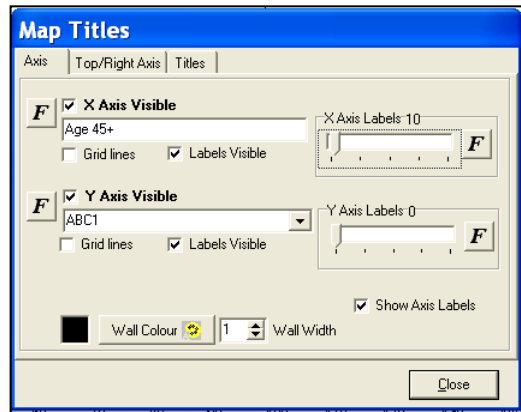 Map Titles
Axis Top/Right Axis Titles
F X Axis Visible
X Axis Labels 10
Age 45+
F
Grid lines Labels Visible
F Y Axis Visible
Y Axis Labels 0
ABC1
F
Grid lines Labels Visible
Show Axis Labels
Wall Colour 1 Wall Width
Close